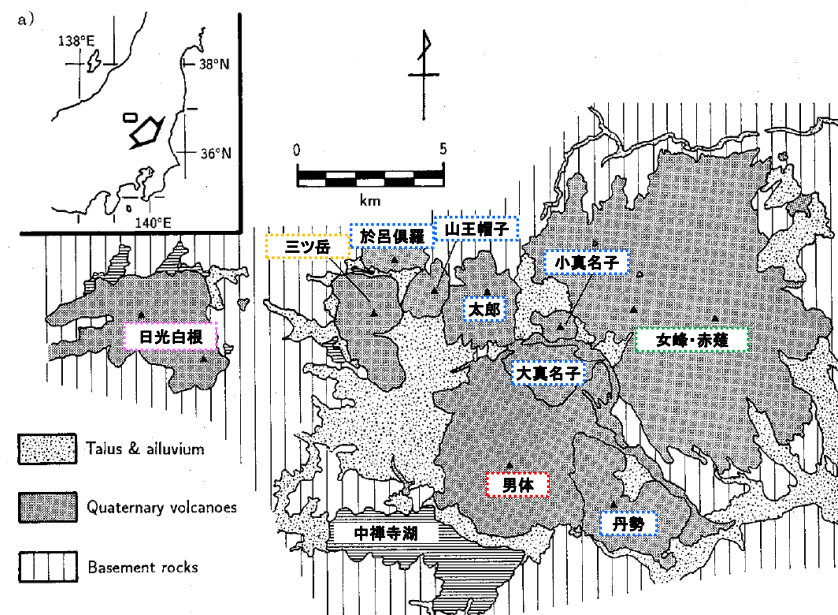 a)
138°E
38°N
36°N
140°E
0
5
km
三ツ岳
於呂倶羅
山王帽子
小真名子
太郎
日光白根
女峰・赤薙
大真名子
男体
丹勢
中禅寺湖
Talus & alluvium
Quaternary volcanoes
Basement rocks